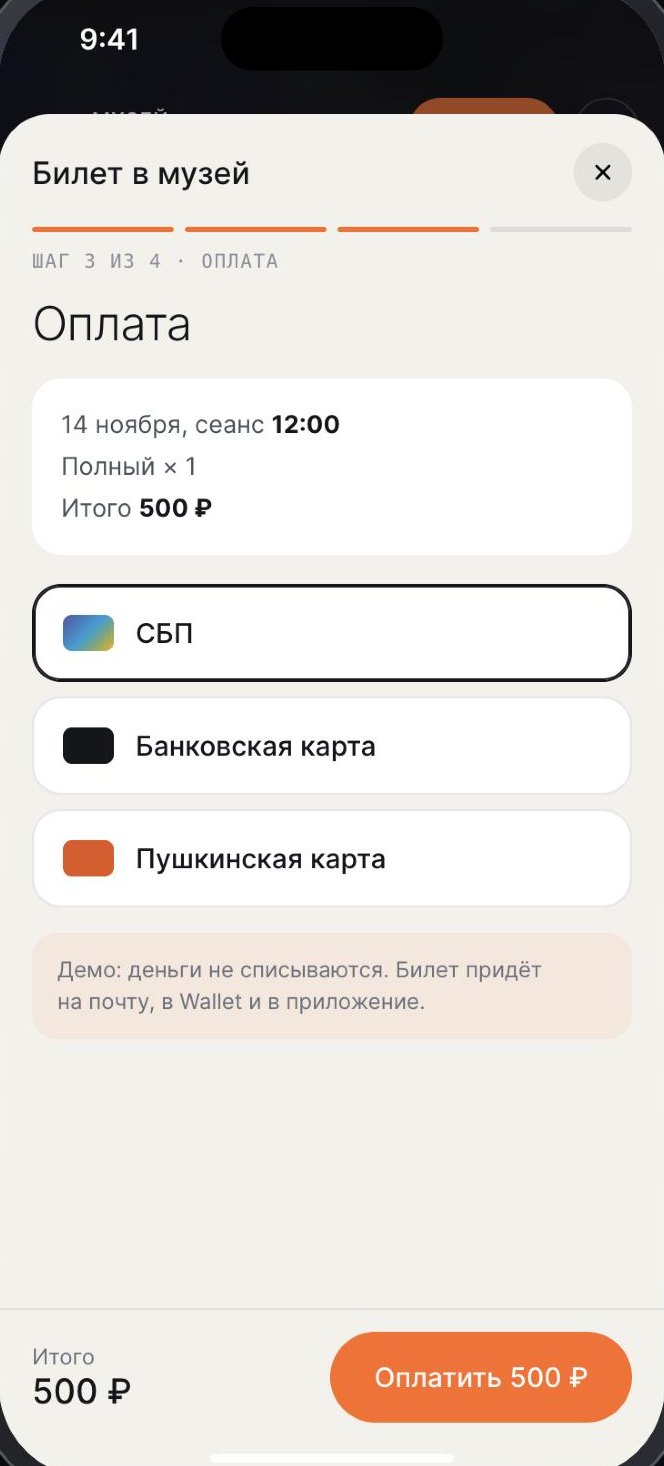 9:41
Билет в музей
ШАГ 3 ИЗ 4 · ОПЛАТА
Оплата
14 ноября, сеанс 12:00
Полный × 1
Итого 500 ₽
СБП
Банковская карта
Пушкинская карта
Демо: деньги не списываются. Билет придёт
на почту, в Wallet и в приложение.
Итого
500 ₽
Оплатить 500 ₽